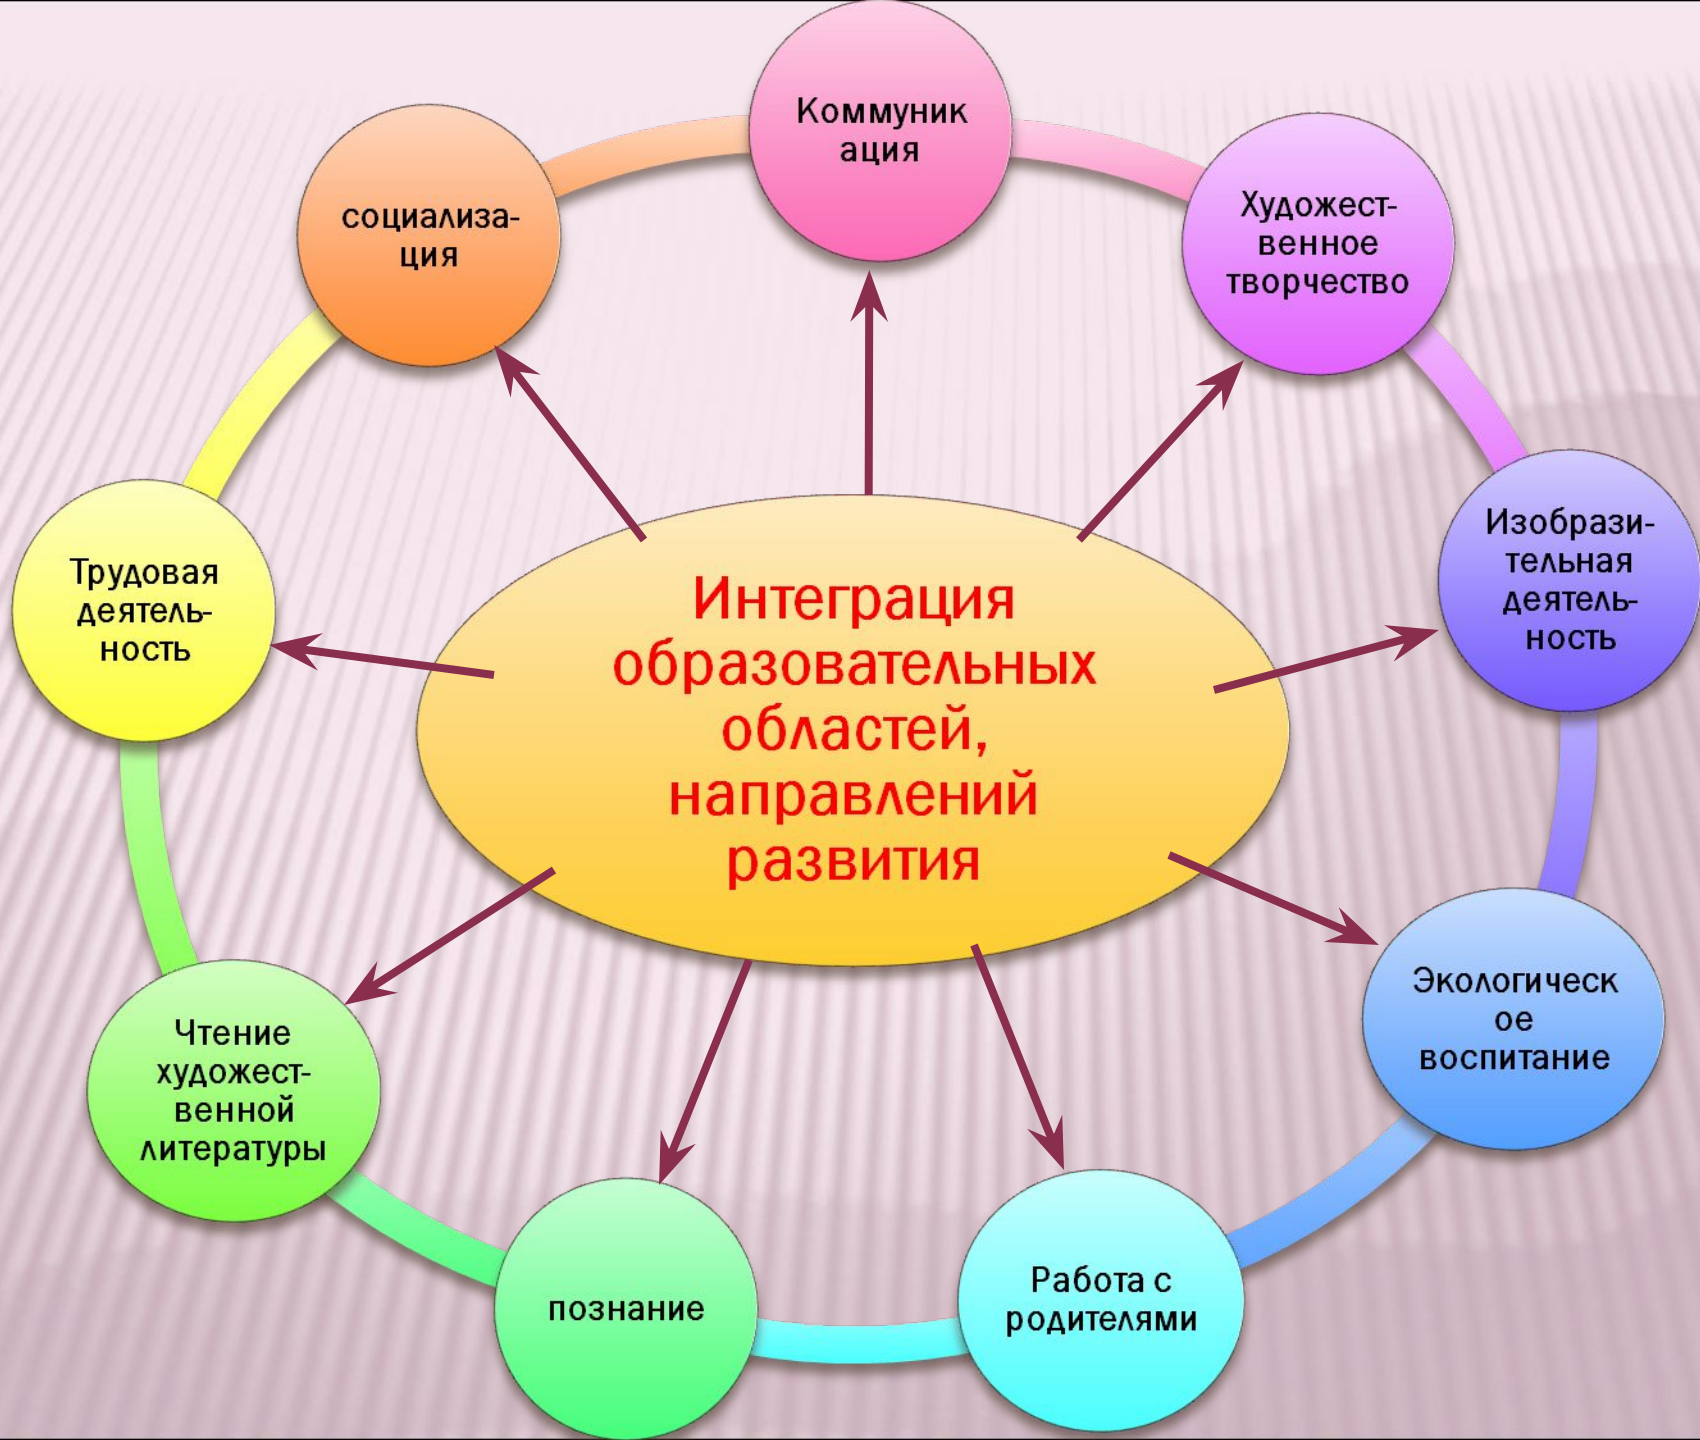 Коммуник
ация
Художест-
венное
творчество
Изобрази-
тельная
деятель-
ность
Экологическ
ое
воспитание
Работа с
родителями
познание
Чтение
художест-
венной
литературы
Трудовая
деятель-
ность
социализа-
ция
Интеграция
образовательных
областей,
направлений
развития